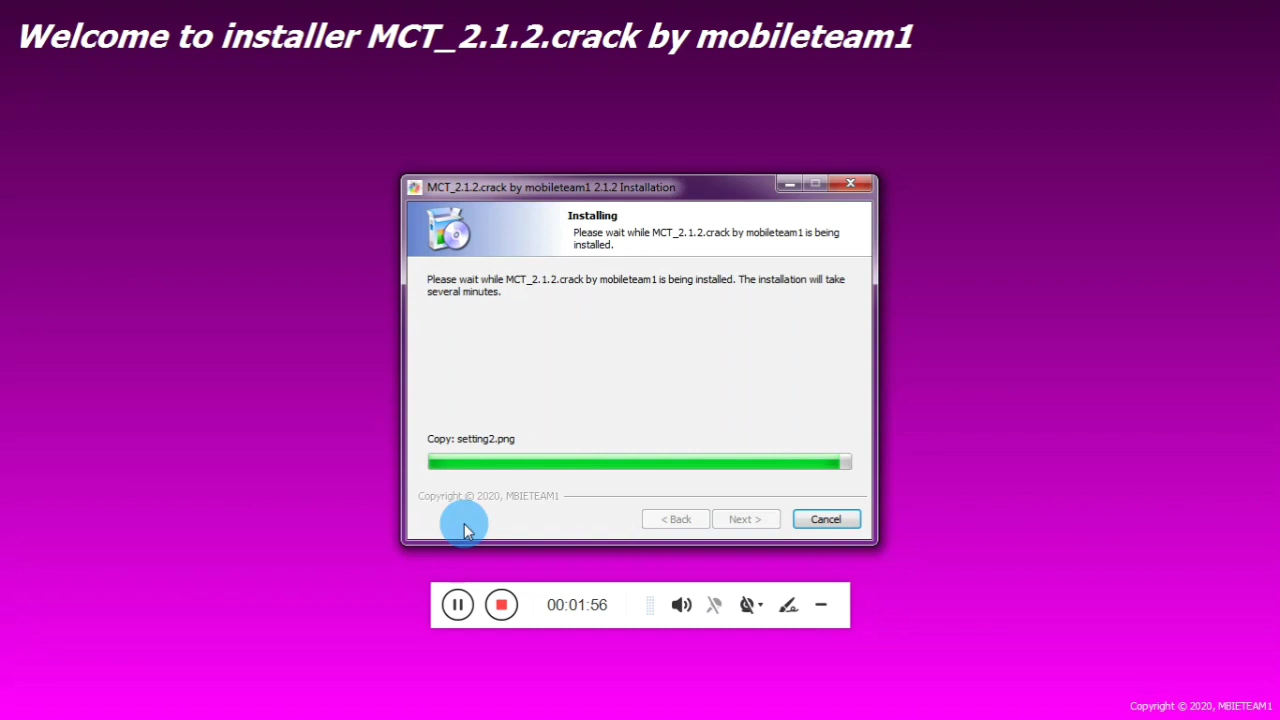 Welcome to installer MCT_2.1.2.crack by mobileteam1
MCT_2.1.2.crack by mobileteam1 2.1.2 Installation
Installing
Please wait while MCT_2.1.2.crack by mobileteam1 is being
installed.
Please wait while MCT_2.1.2.crack by mobileteam1 is being installed. The installation will take
several minutes.
Copy: setting2.png
Copyright © 2020, MBIETEAM1
< Back
Next >
Cancel
00:01:56
Copyright © 2020, MBIETEAM1